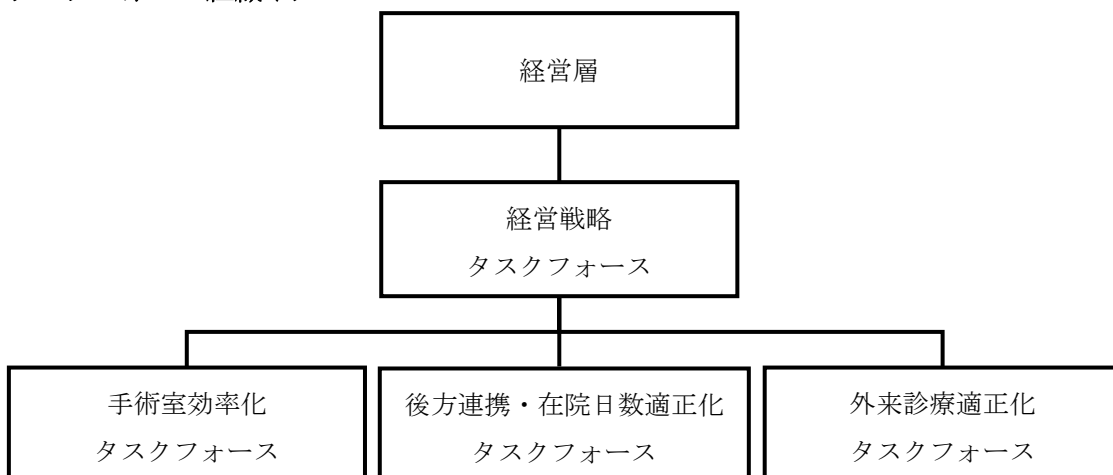 経営層
経営戦略
タスクフォース
手術室効率化
タスクフォース
後方連携・在院日数適正化
タスクフォース
外来診療適正化
タスクフォース